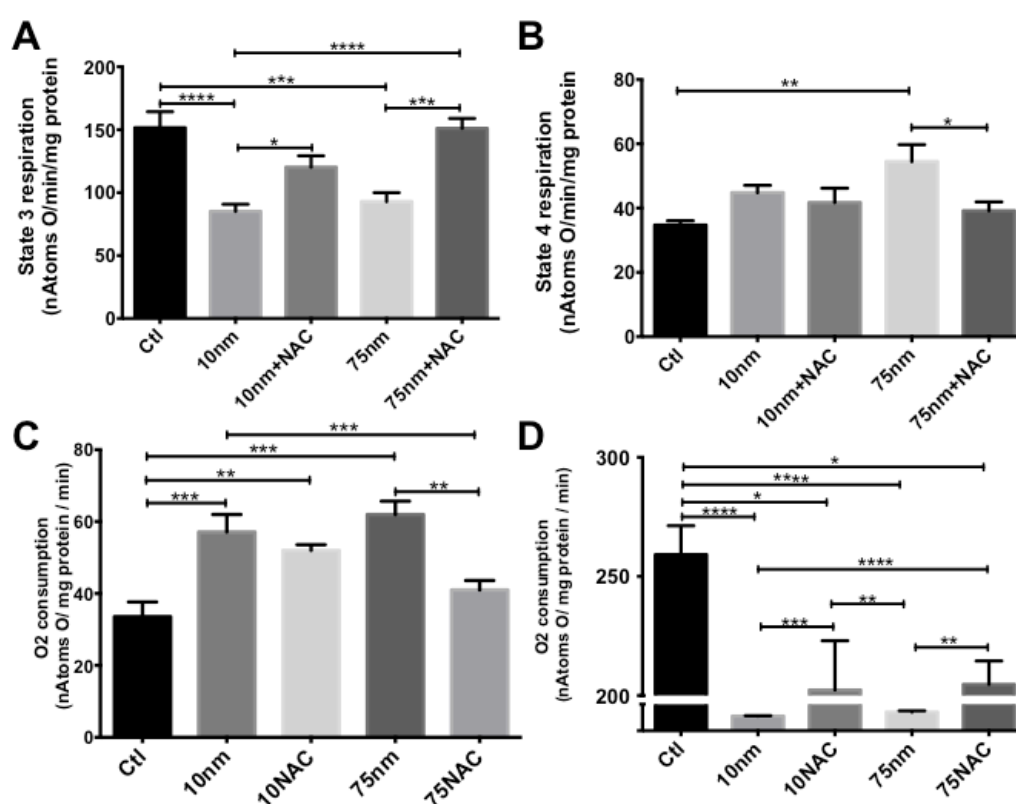 A
State 3 respiration
(nAtoms O/min/mg protein)
200
150
100
50
0
****
***
****
***
*
Ctl
10nm
10nm+NAC
75nm
75nm+NAC
B
State 4 respiration
(nAtoms O/min/mg protein)
80
60
40
20
0
**
*
Ctl
10nm
10nm+NAC
75nm
75nm+NAC
C
O2 consumption
(nAtoms O/ mg protein / min)
80
60
40
20
0
***
***
**
***
**
Ctl
10nm
10NAC
75nm
75NAC
D
O2 consumption
(nAtoms O/ mg protein / min)
300
250
200
200
*
****
*
****
****
**
***
**
Ctl
10nm
10NAC
75nm
75NAC